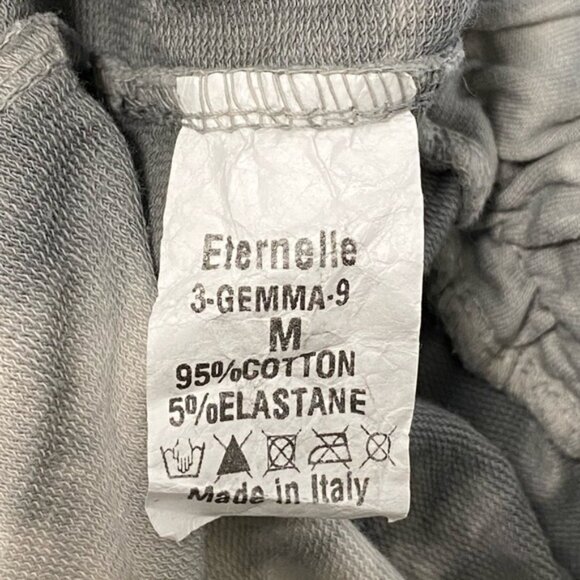 Eternelle
3-GEMMA-9
M
95%COTTON
5%ELASTANE
Made in Italy